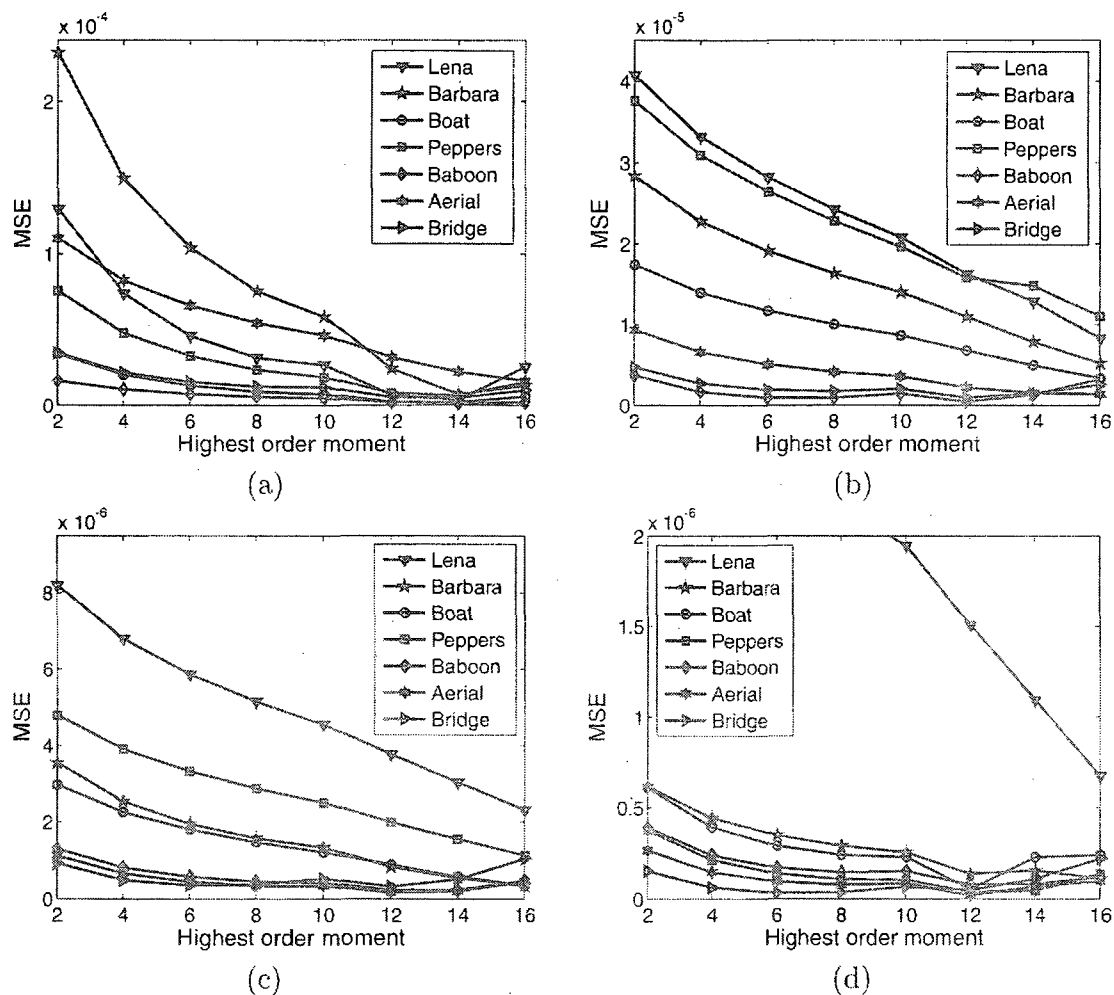 x 10-4
2
1
0
MSE
Lena
Barbara
Boat
Peppers
Baboon
Aerial
Bridge
2 4 6 8 10 12 14 16
Highest order moment
(a)
x 10-5
4
3
2
1
0
MSE
Lena
Barbara
Boat
Peppers
Baboon
Aerial
Bridge
2 4 6 8 10 12 14 16
Highest order moment
(b)
x 10-6
8
6
4
2
0
MSE
Lena
Barbara
Boat
Peppers
Baboon
Aerial
Bridge
2 4 6 8 10 12 14 16
Highest order moment
(c)
x 10-6
2
1.5
1
0.5
0
MSE
Lena
Barbara
Boat
Peppers
Baboon
Aerial
Bridge
2 4 6 8 10 12 14 16
Highest order moment
(d)